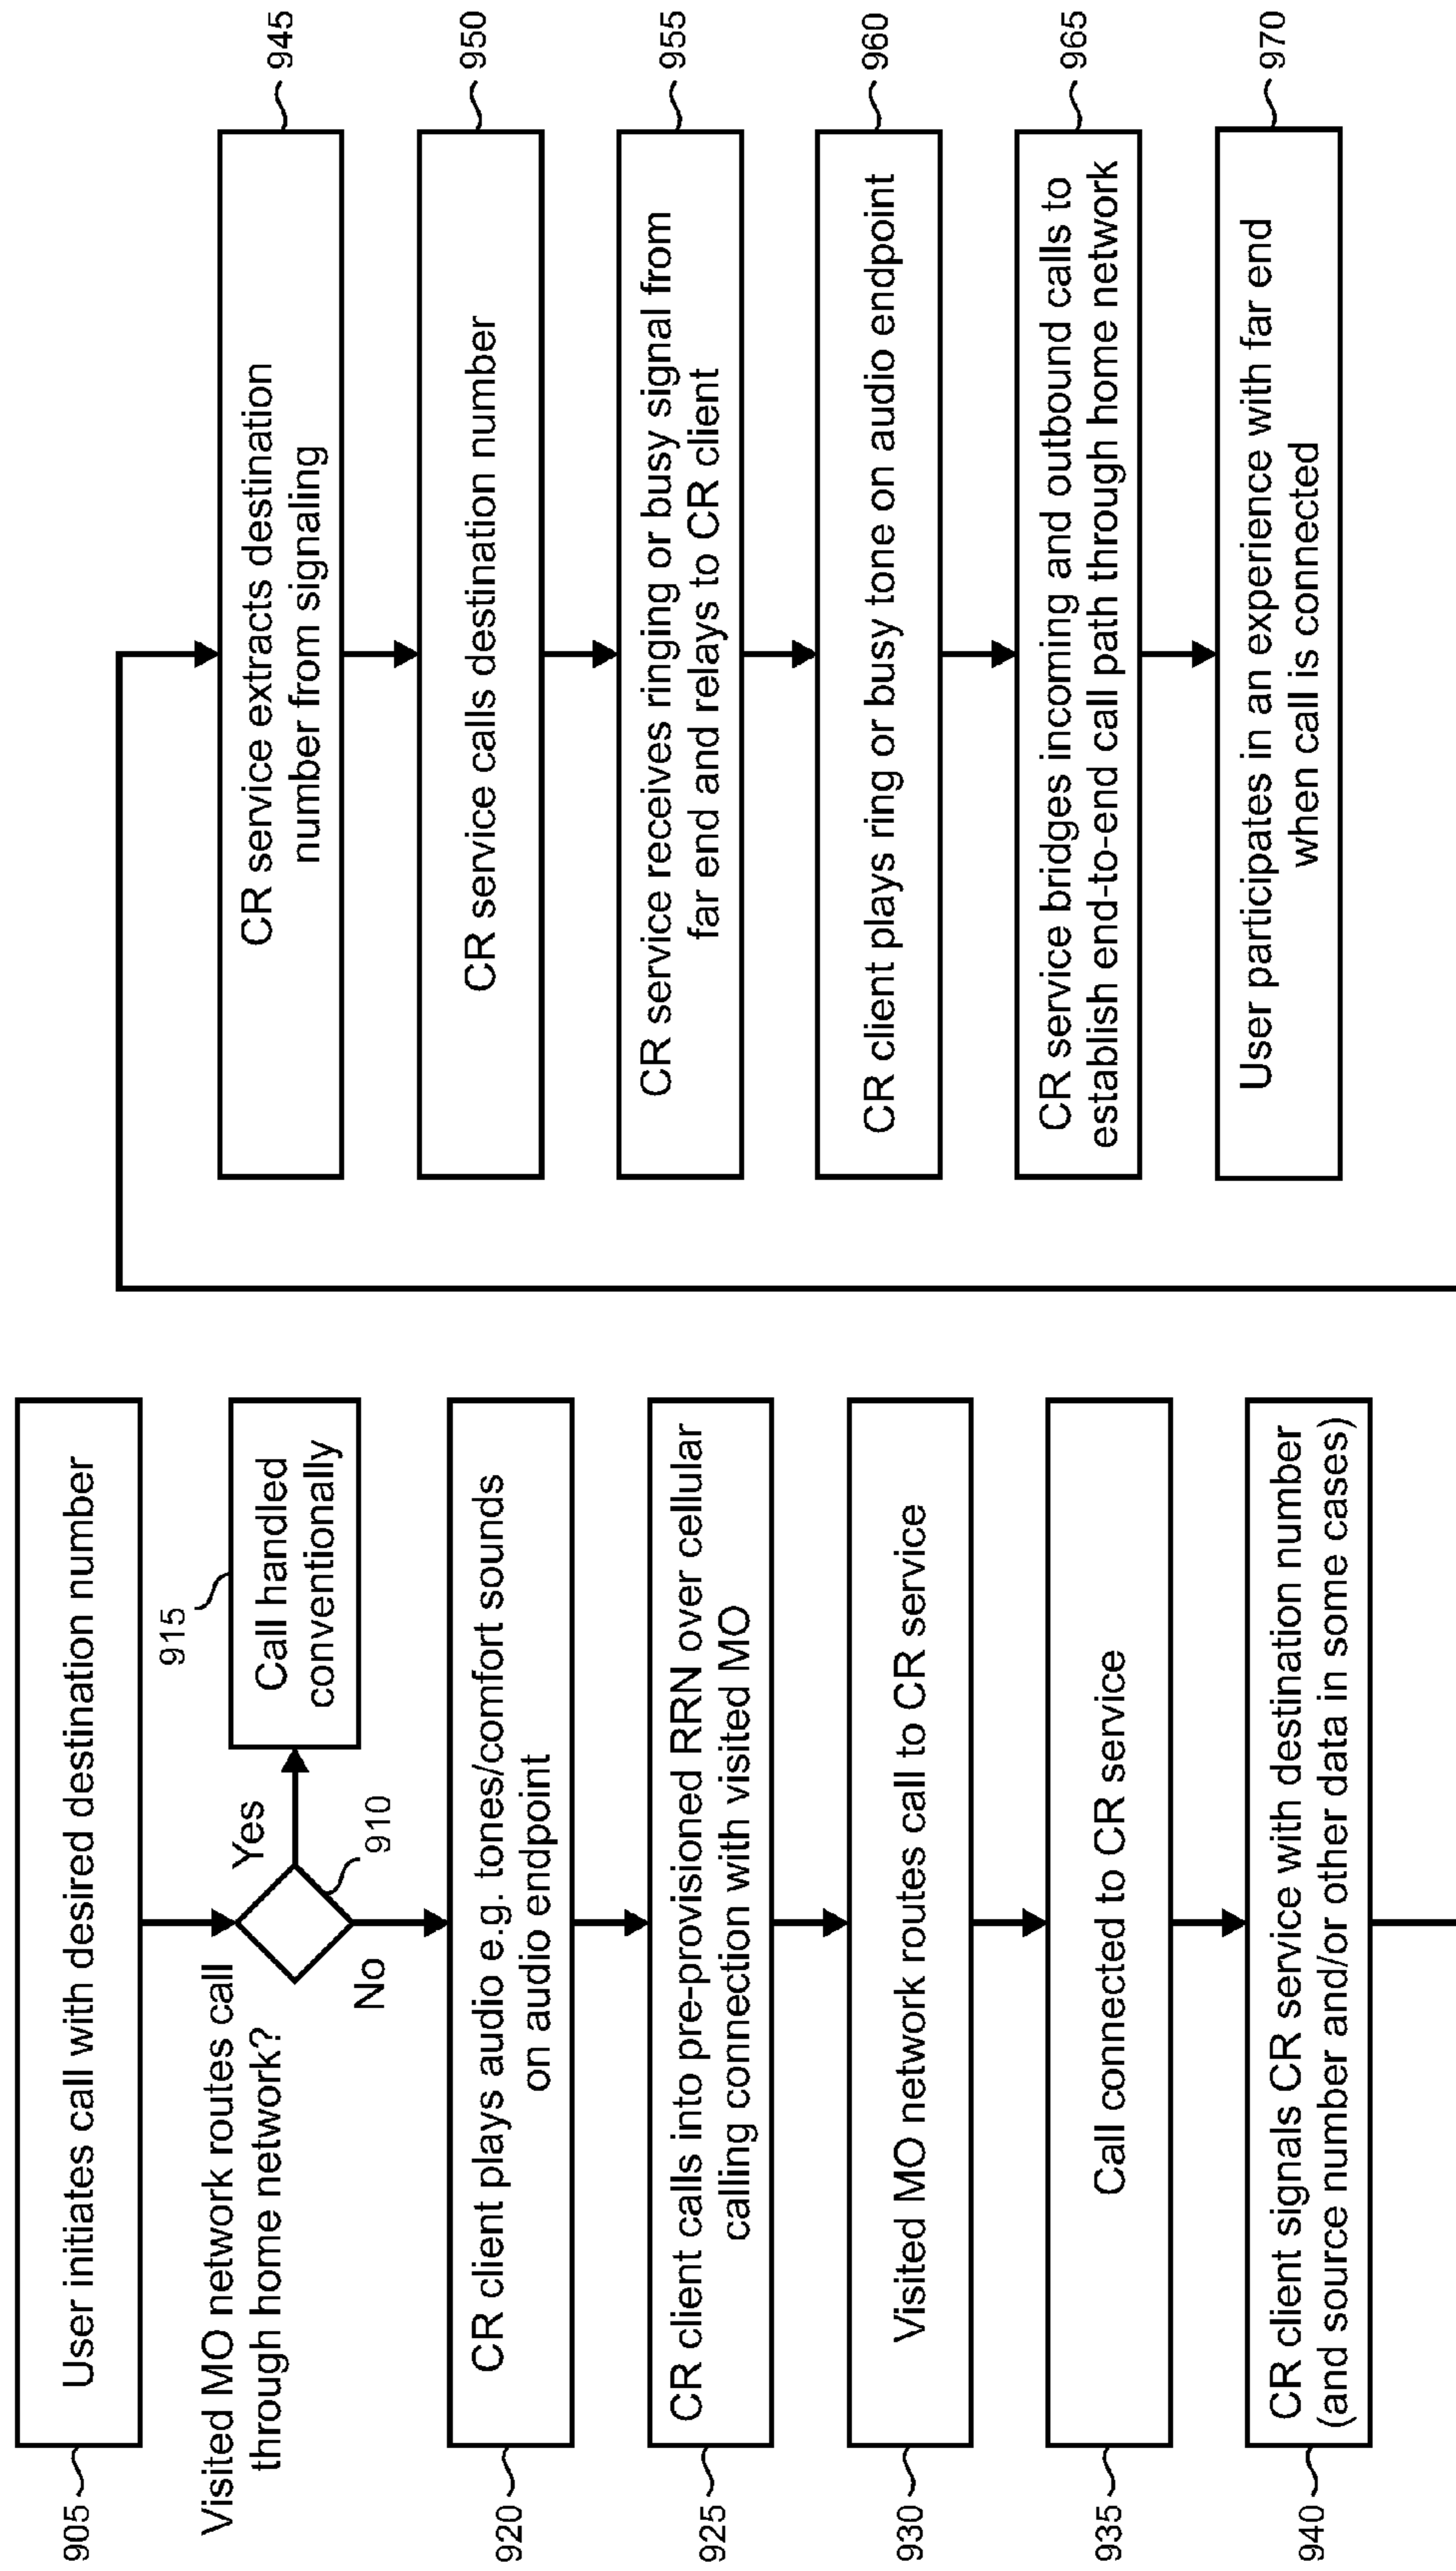 905
User initiates call with desired destination number
Visited MO network routes call
through home network?
Yes
910
915
Call handled
conventionally
No
920
CR client plays audio e.g. tones/comfort sounds
on audio endpoint
925
CR client calls into pre-provisioned RRN over cellular
calling connection with visited MO
930
Visited MO network routes call to CR service
935
Call connected to CR service
940
CR client signals CR service with destination number
(and source number and/or other data in some cases)
CR service extracts destination
number from signaling
945
CR service calls destination number
950
CR service receives ringing or busy signal from
far end and relays to CR client
955
CR client plays ring or busy tone on audio endpoint
960
CR service bridges incoming and outbound calls to
establish end-to-end call path through home network
965
User participates in an experience with far end
when call is connected
970